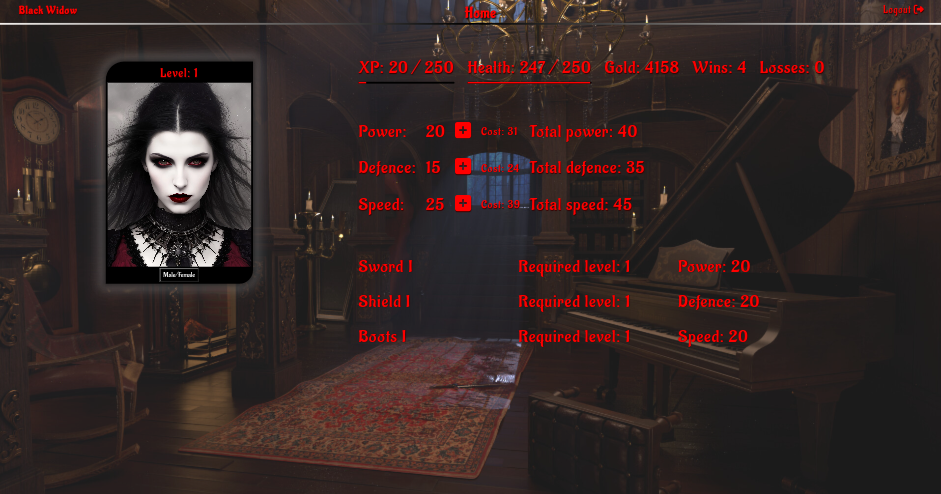 Black Widow
Home
Logout
Level: 1
Male/Female
XP: 20 / 250 Health: 247 / 250 Gold: 4158 Wins: 4 Losses: 0
Power: 20 + Cost: 31 Total power: 40
Defence: 15 + Cost: 24 Total defence: 35
Speed: 25 + Cost: 39 Total speed: 45
Sword I Required level: 1 Power: 20
Shield I Required level: 1 Defence: 20
Boots I Required level: 1 Speed: 20